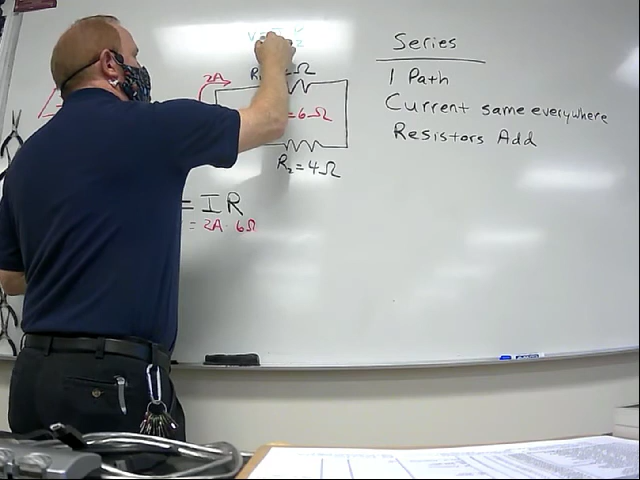 Series
1 Path
Current same everywhere
Resistors Add
2A
=6Ω
R₂=4Ω
= IR
= 2A· 6Ω